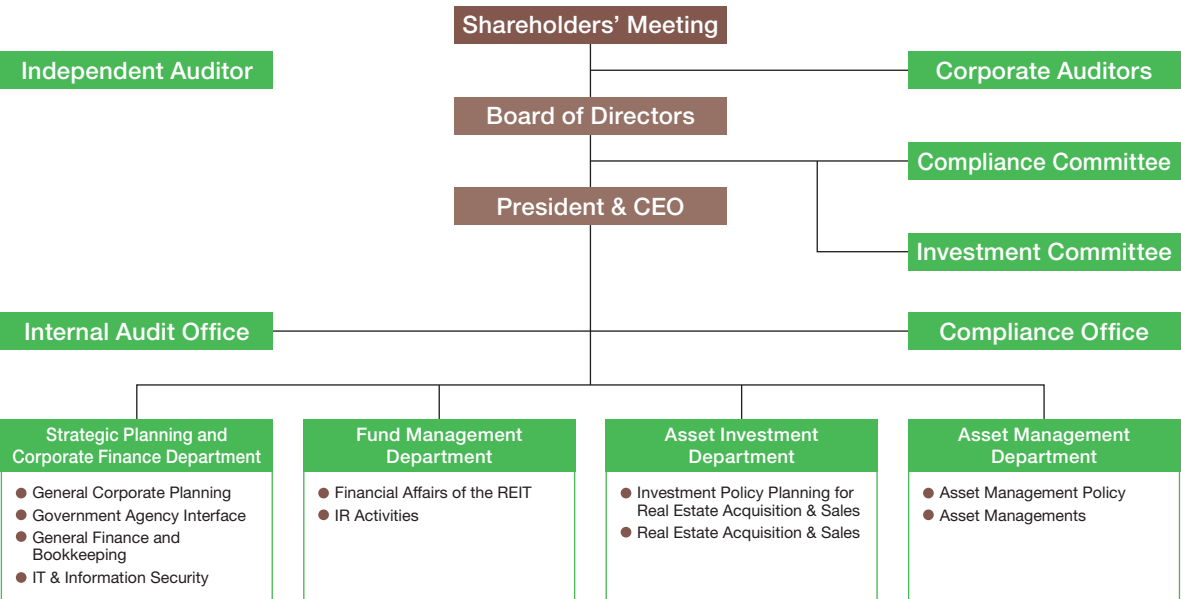 Shareholders’ Meeting
Independent Auditor
Corporate Auditors
Board of Directors
Compliance Committee
President & CEO
Investment Committee
Internal Audit Office
Compliance Office
Strategic Planning and
Corporate Finance Department
● General Corporate Planning
● Government Agency Interface
● General Finance and
Bookkeeping
● IT & Information Security
Fund Management
Department
● Financial Affairs of the REIT
● IR Activities
Asset Investment
Department
● Investment Policy Planning for
Real Estate Acquisition & Sales
● Real Estate Acquisition & Sales
Asset Management
Department
● Asset Management Policy
● Asset Managements